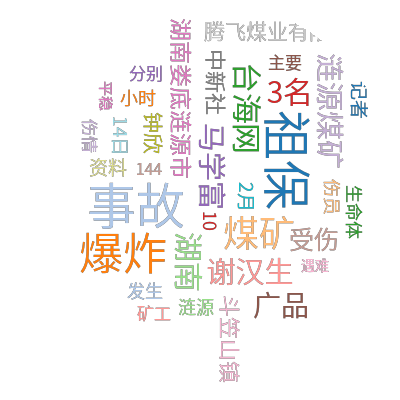 腾飞煤业有限
湖南娄底涟源市
中新社
主要
涟源煤矿
分别
台海网
3名
记者
平稳
小时
伤情
14日
钟欣
马学富
祖保
资料
144
2月
伤员
生命体
事故
10
煤矿
受伤
爆炸
湖南
谢汉生
遇难
发生
涟源
广品
矿工
斗笠山镇